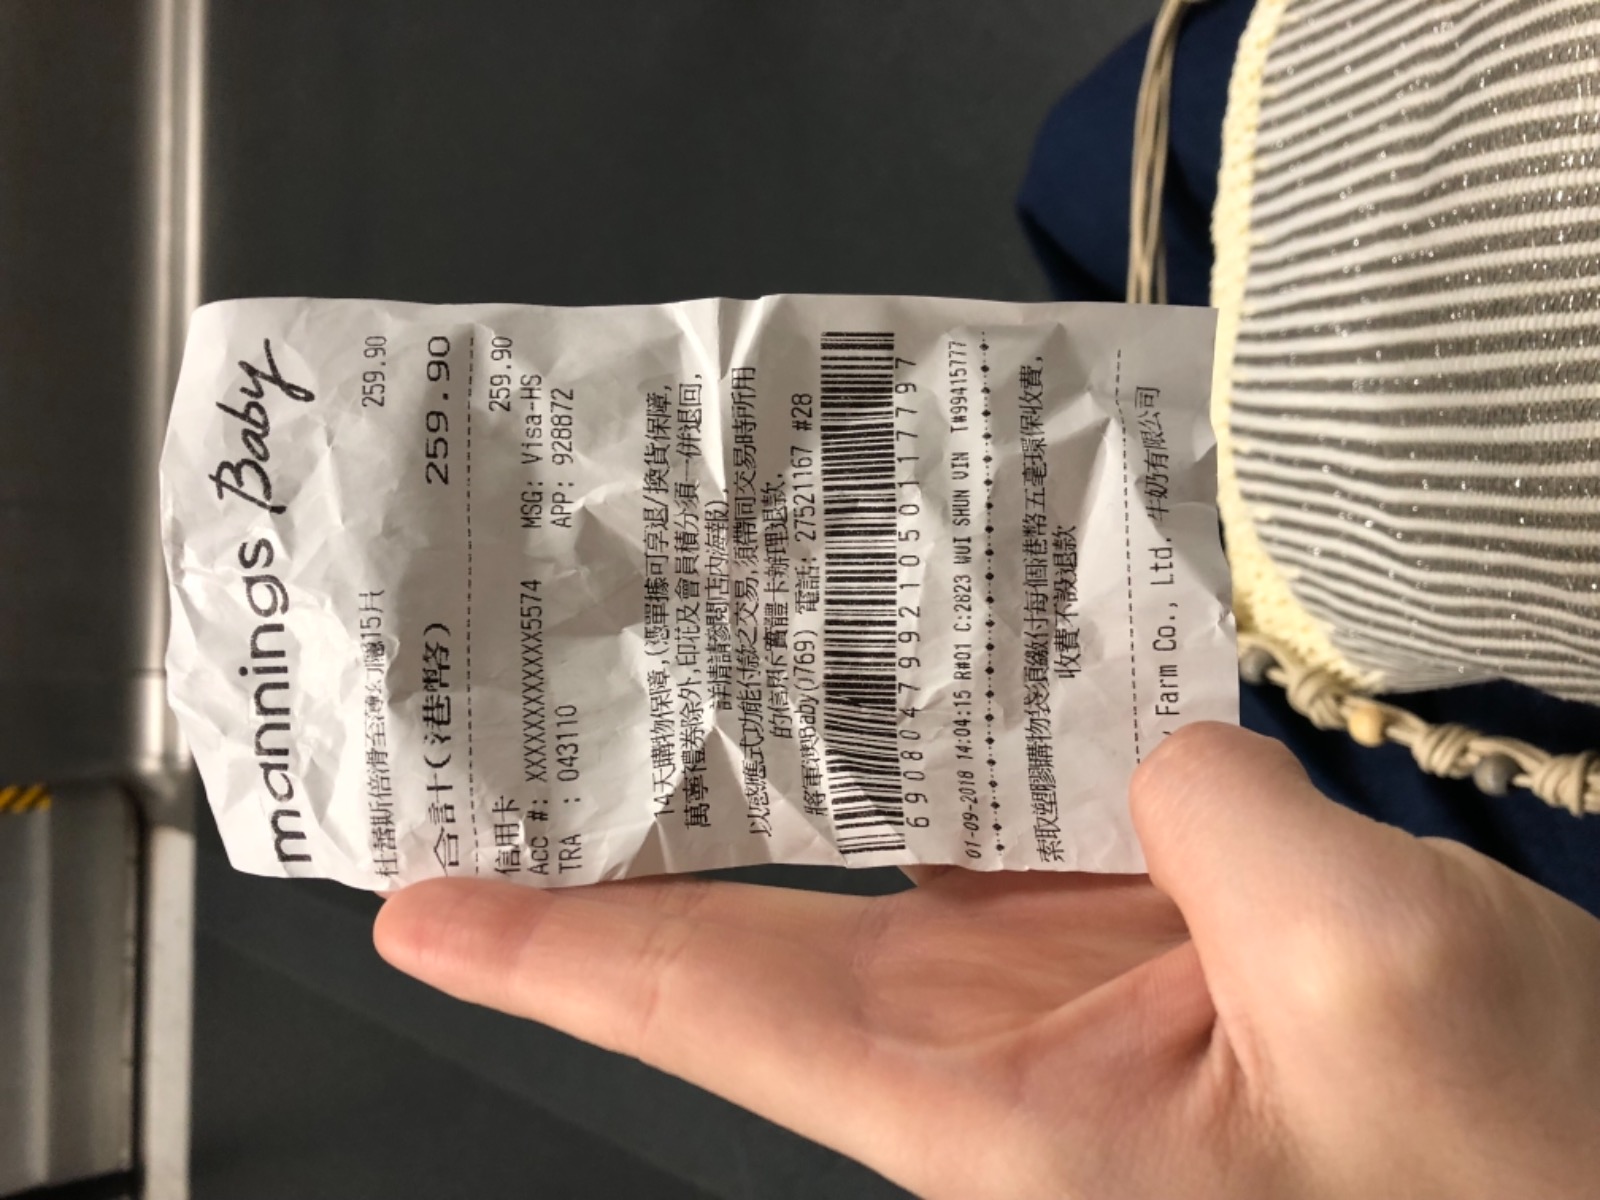 mannings Baby
杜蕾斯倍滑至薄幻隱15片 259.90
合計(港幣) 259.90
信用卡 259.90
ACC #: XXXXXXXXXXXX5574 MSG: Visa-HS
TRA : 043110 APP: 928872
14天購物保障,(憑單據可享退/換貨保障,
萬寧禮券除外,印花及會員積分須一併退回,
詳情請參閱店內海報).
以感應式功能付款之交易,須帶同交易時所用
的信用卡實體卡辦理退款.
將軍澳Baby(0769) 電話: 27521167 #28
69080479921050117797
01-09-2018 14:04:15 R#01 C:2823 WUI SHUN VIN T#99415777
索取塑膠購物袋須繳付每個港幣五毫環保收費,
收費不設退款
Farm Co., Ltd. 牛奶有限公司